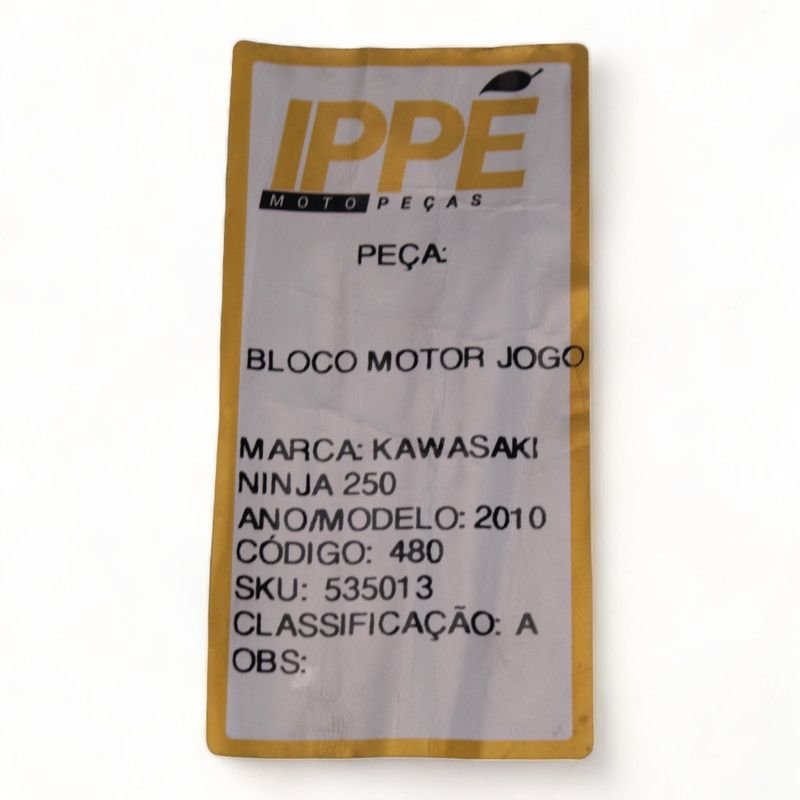 IPPÉ
MOTO PEÇAS
PEÇA:
BLOCO MOTOR JOGO
MARCA: KAWASAKI
NINJA 250
ANO/MODELO: 2010
CÓDIGO: 480
SKU: 535013
CLASSIFICAÇÃO: A
OBS: